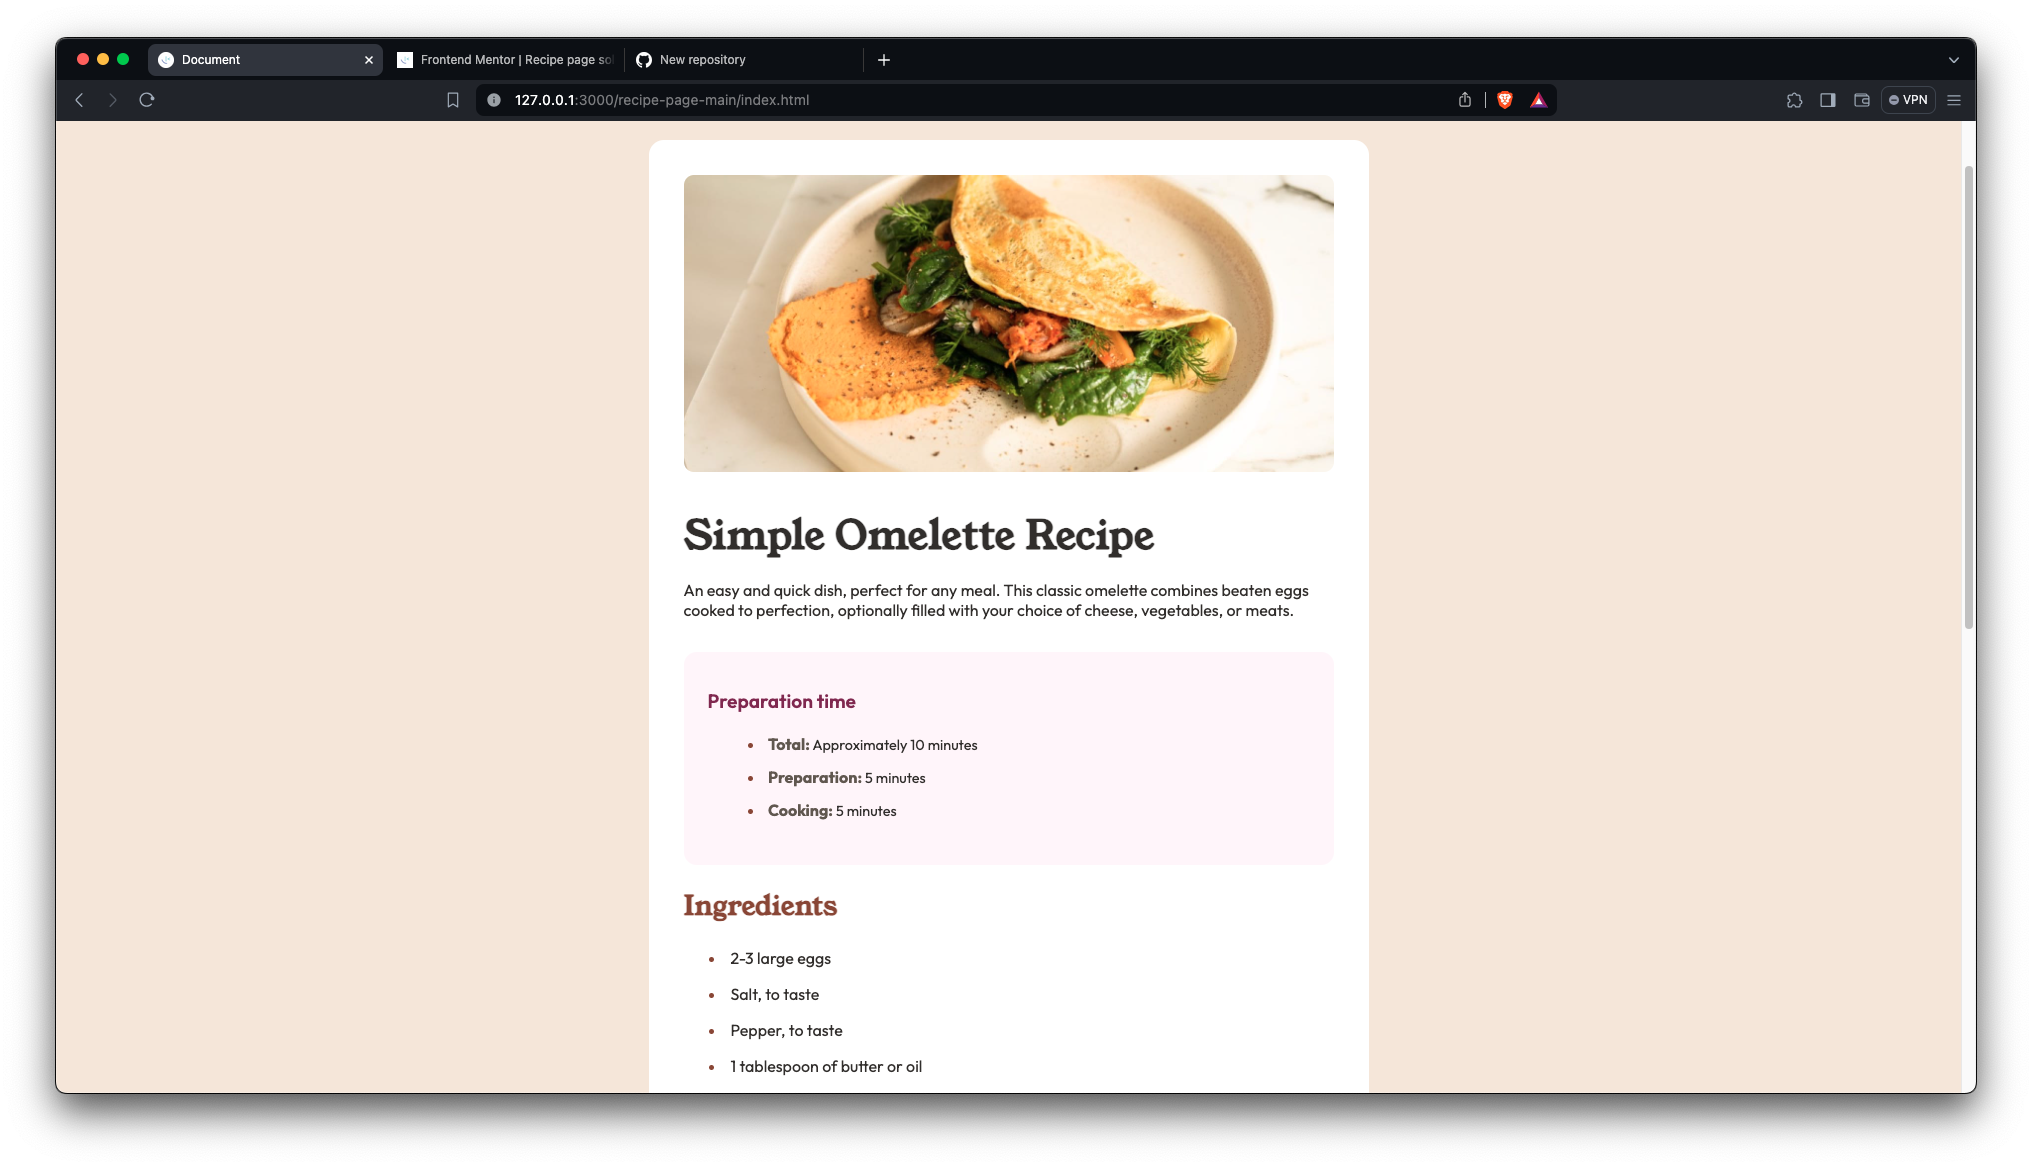 Document
Frontend Mentor | Recipe page so
New repository
127.0.0.1:3000/recipe-page-main/index.html
VPN
Simple Omelette Recipe
An easy and quick dish, perfect for any meal. This classic omelette combines beaten eggs
cooked to perfection, optionally filled with your choice of cheese, vegetables, or meats.
Preparation time
• Total: Approximately 10 minutes
• Preparation: 5 minutes
• Cooking: 5 minutes
Ingredients
• 2-3 large eggs
• Salt, to taste
• Pepper, to taste
• 1 tablespoon of butter or oil